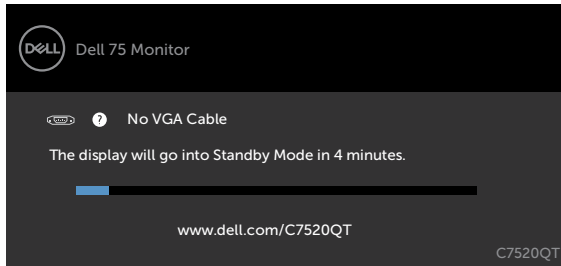 DELL
Dell 75 Monitor
? No VGA Cable
The display will go into Standby Mode in 4 minutes.
www.dell.com/C7520QT
C7520QT